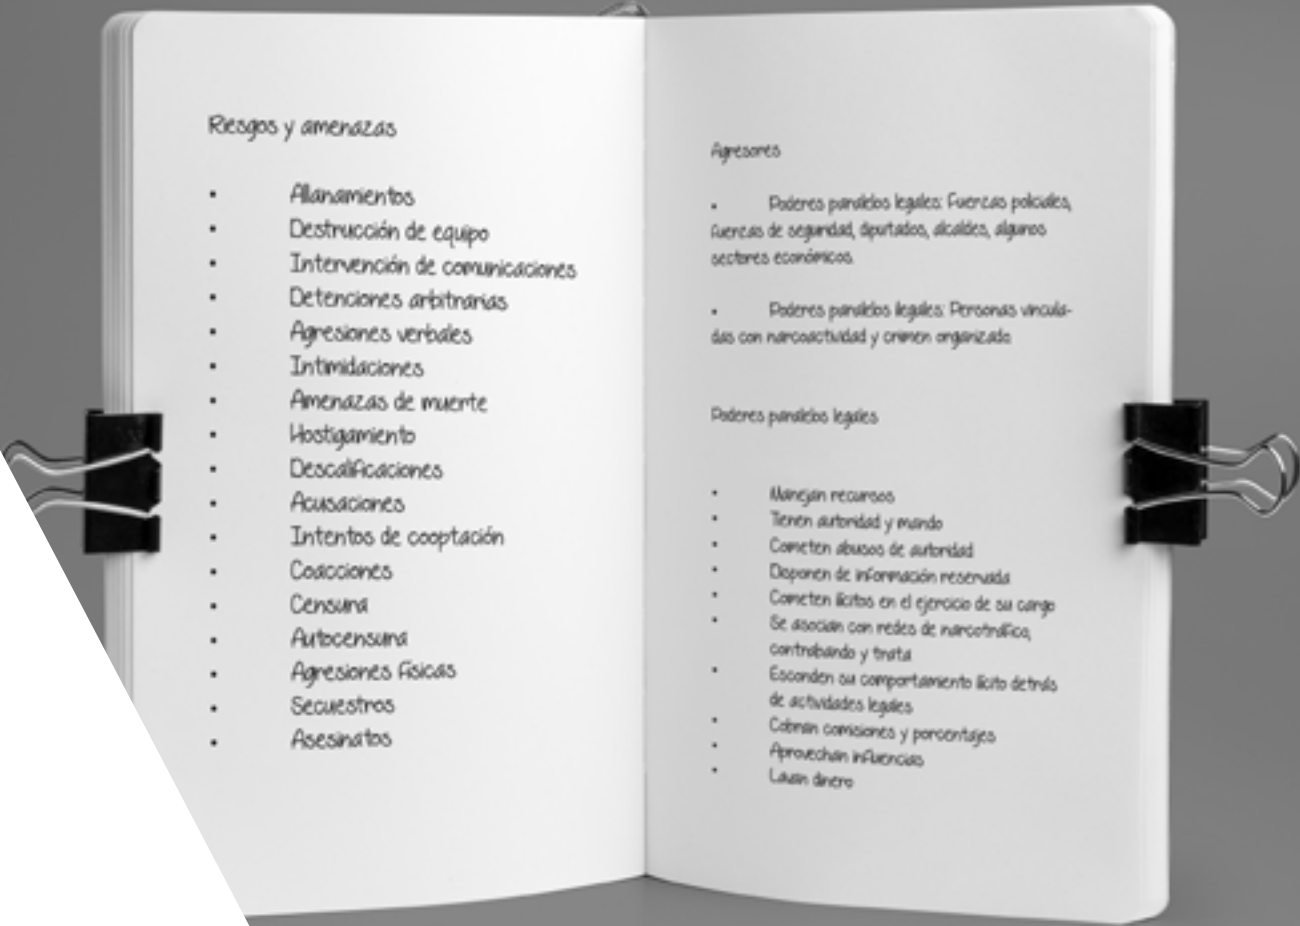 Riesgos y amenazas
• Allanamientos
• Destrucción de equipo
• Intervención de comunicaciones
• Detenciones arbitrarias
• Agresiones verbales
• Intimidaciones
• Amenazas de muerte
• Hostigamiento
• Descalificaciones
• Acusaciones
• Intentos de cooptación
• Coacciones
• Censura
• Autocensura
• Agresiones físicas
• Secuestros
• Asesinatos
Agresores
• Poderes paralelos legales: Fuerzas policiales,
fuerzas de seguridad, diputados, alcaldes, algunos
sectores económicos.
• Poderes paralelos ilegales: Personas vincula-
das con narcoactividad y crimen organizado.
Poderes paralelos legales
• Manejan recursos
• Tienen autoridad y mando
• Cometen abusos de autoridad
• Disponen de información reservada
• Cometen ilícitos en el ejercicio de su cargo
• Se asocian con redes de narcotráfico,
contrabando y trata
• Esconden su comportamiento ilícito detrás
de actividades legales
• Cobran comisiones y porcentajes
• Aprovechan influencias
• Lavan dinero